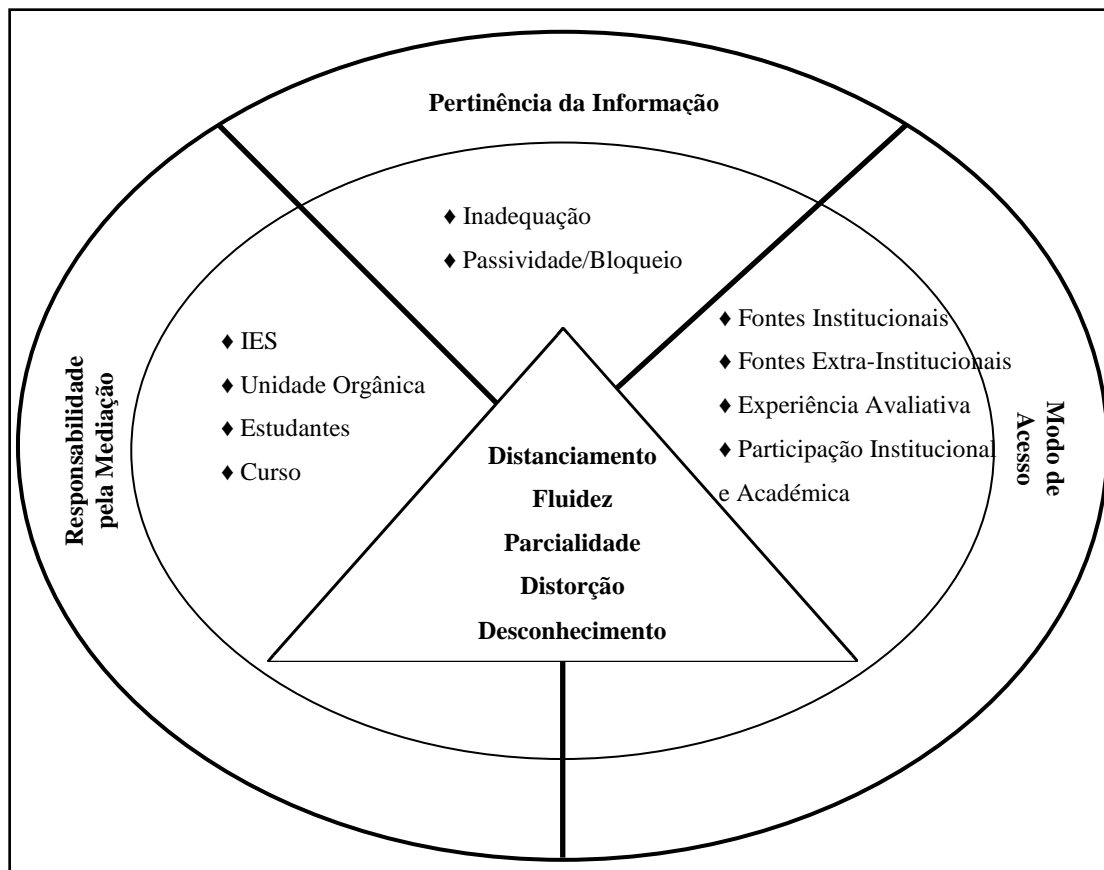 Pertinência da Informação
♦ Inadequação
♦ Passividade/Bloqueio
Responsabilidade
pela Mediação
♦ IES
♦ Unidade Orgânica
♦ Estudantes
♦ Curso
♦ Fontes Institucionais
♦ Fontes Extra-Institucionais
♦ Experiência Avaliativa
♦ Participação Institucional
e Académica
Modo de
Acesso
Distanciamento
Fluidez
Parcialidade
Distorção
Desconhecimento